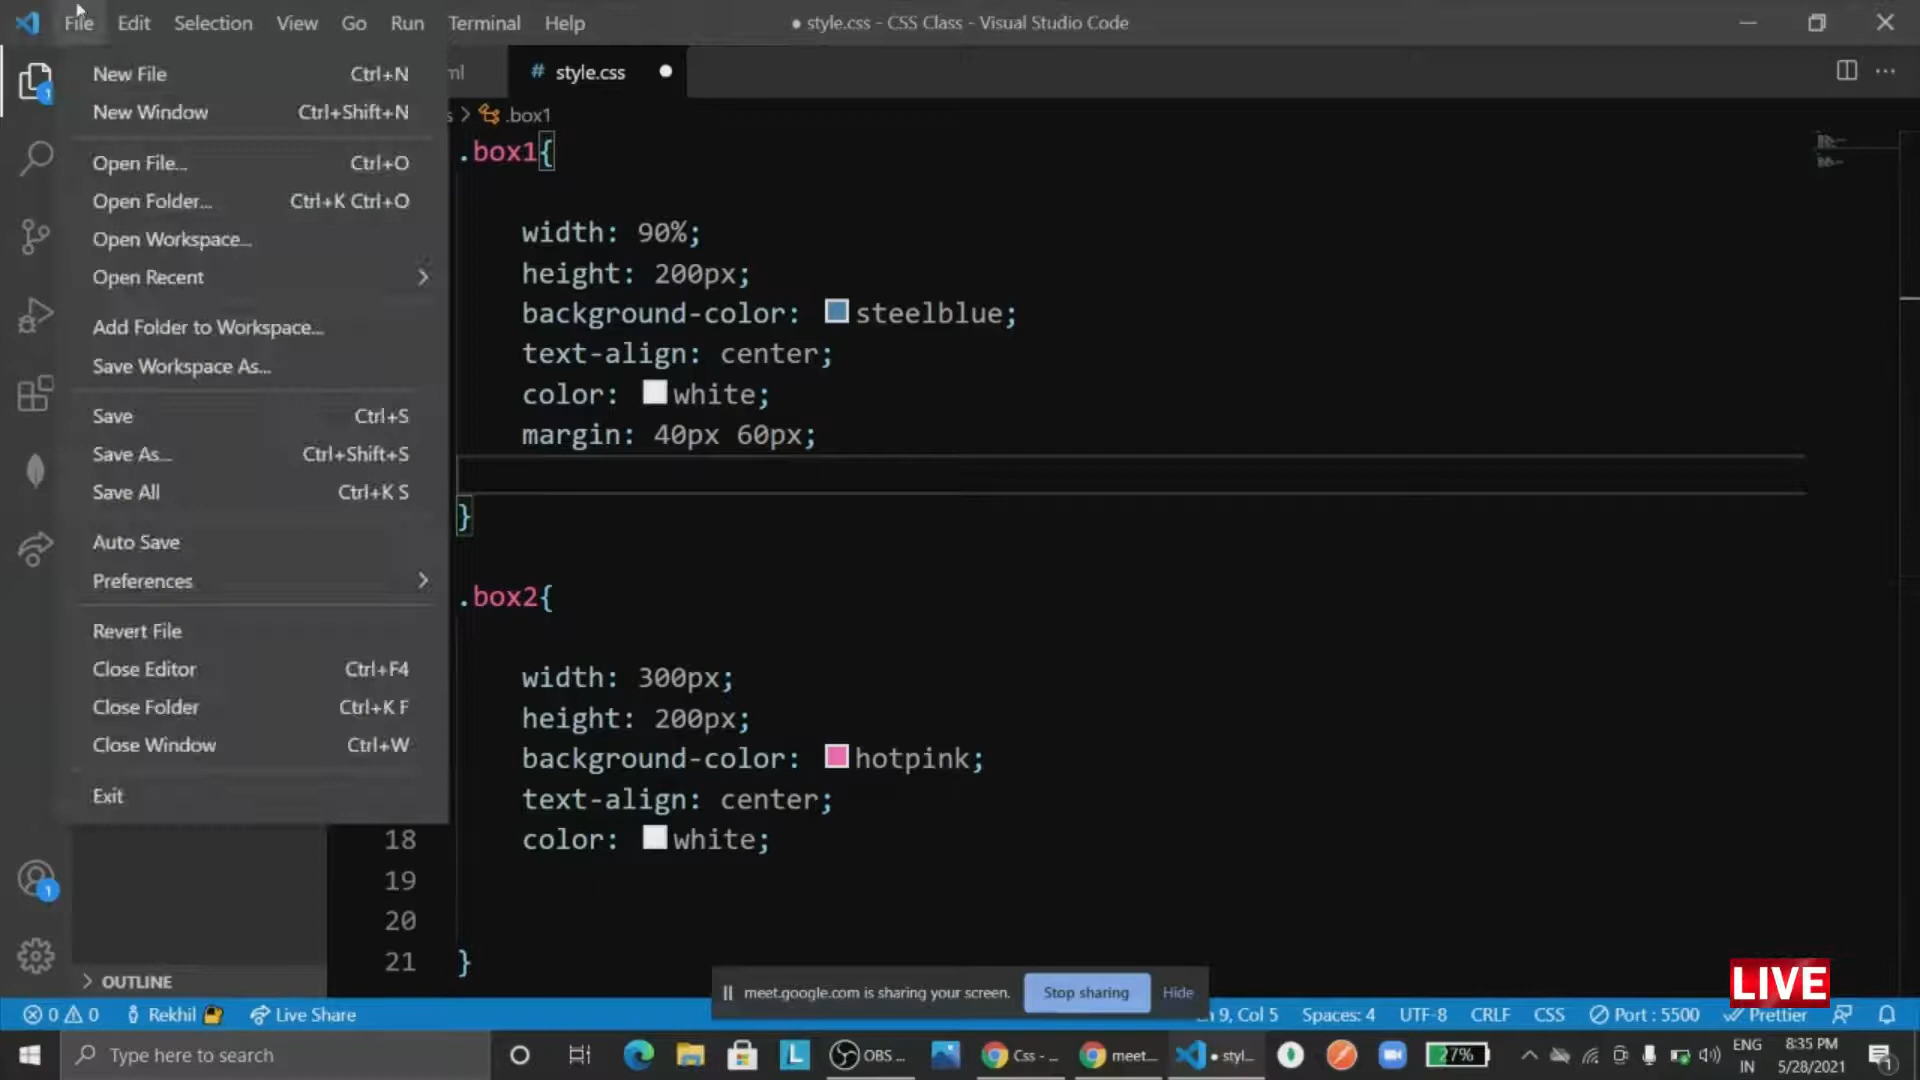 File Edit Selection View Go Run Terminal Help
● style.css - CSS Class - Visual Studio Code
New File Ctrl+N
New Window Ctrl+Shift+N
Open File... Ctrl+O
Open Folder... Ctrl+K Ctrl+O
Open Workspace...
Open Recent
Add Folder to Workspace...
Save Workspace As...
Save Ctrl+S
Save As... Ctrl+Shift+S
Save All Ctrl+K S
Auto Save
Preferences
Revert File
Close Editor Ctrl+F4
Close Folder Ctrl+K F
Close Window Ctrl+W
Exit
OUTLINE
ml
# style.css
s > .box1
.box1{
width: 90%;
height: 200px;
background-color: steelblue;
text-align: center;
color: white;
margin: 40px 60px;
}
.box2{
width: 300px;
height: 200px;
background-color: hotpink;
text-align: center;
18 color: white;
19
20
21 }
LIVE
meet.google.com is sharing your screen. Stop sharing Hide
0 0 Rekhil Live Share
n 9, Col 5 Spaces: 4 UTF-8 CRLF CSS Port : 5500 Prettier
Type here to search
OBS ... Css - ... meet... ● styl... 27%
ENG
IN
8:35 PM
5/28/2021